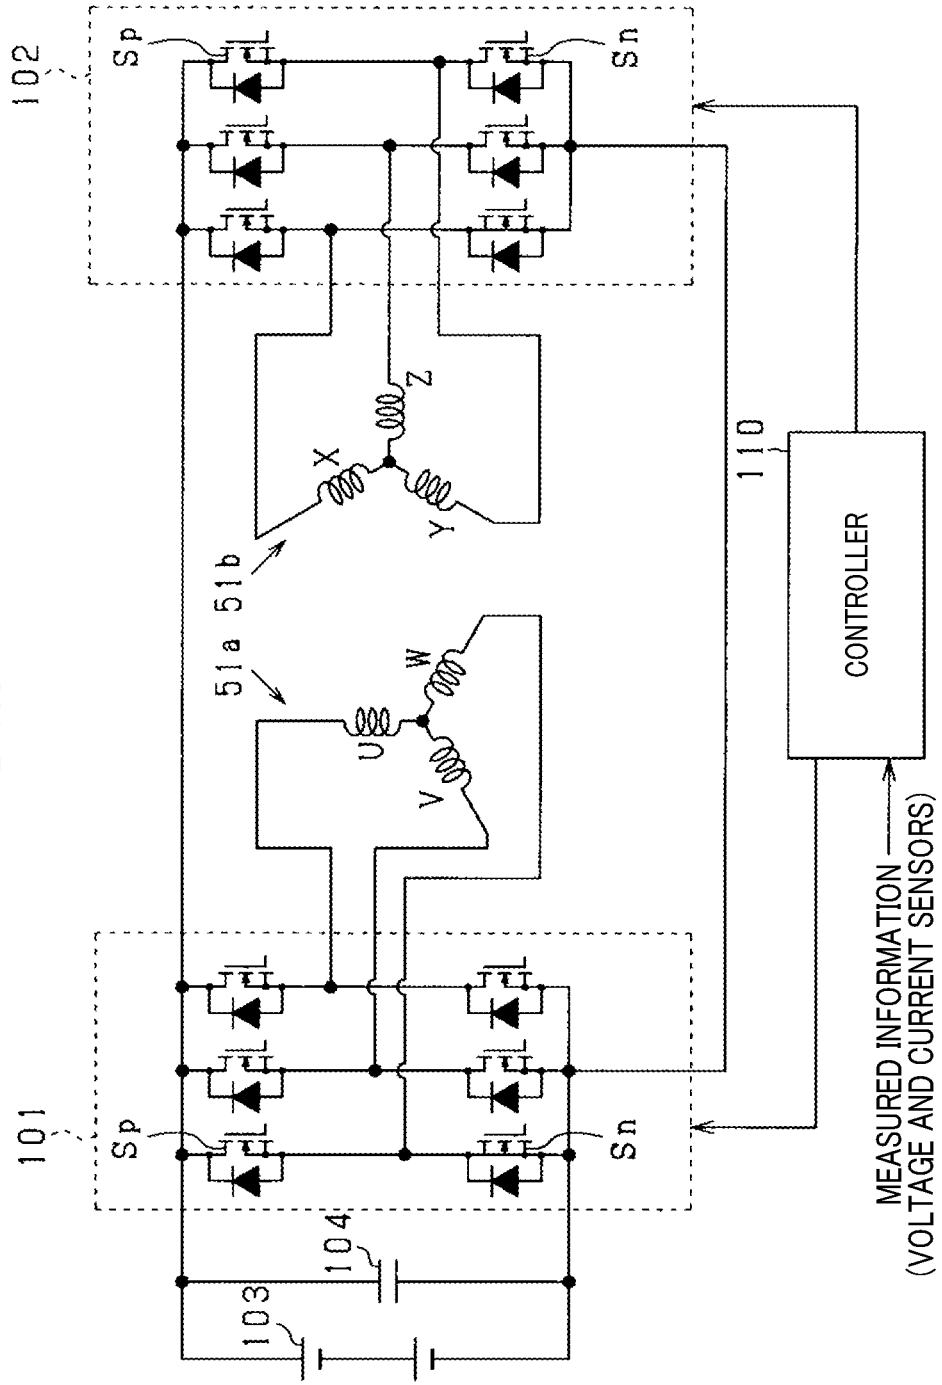 101
Sp
Sn
103
104
51a
51b
U
V
W
X
Y
Z
102
Sp
Sn
110
CONTROLLER
MEASURED INFORMATION
(VOLTAGE AND CURRENT SENSORS)